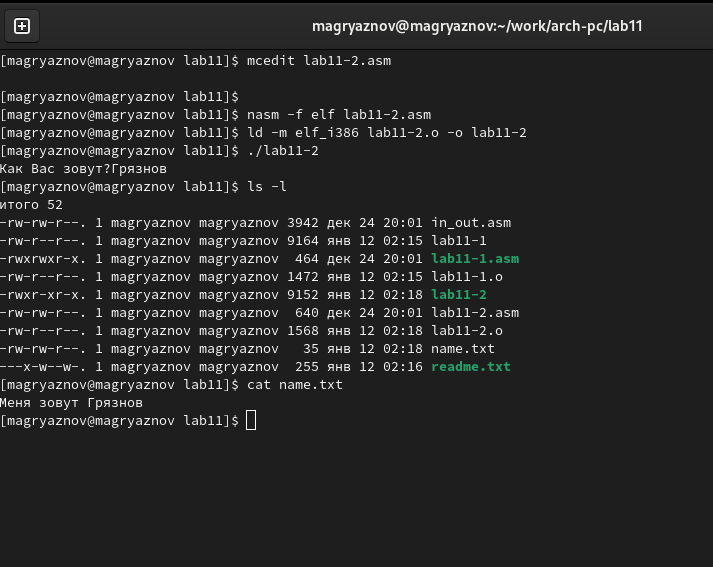 magryaznov@magryaznov:~/work/arch-pc/lab11
[magryaznov@magryaznov lab11]$ mcedit lab11-2.asm
[magryaznov@magryaznov lab11]$
[magryaznov@magryaznov lab11]$ nasm -f elf lab11-2.asm
[magryaznov@magryaznov lab11]$ ld -m elf_i386 lab11-2.o -o lab11-2
[magryaznov@magryaznov lab11]$ ./lab11-2
Как Вас зовут?Грязнов
[magryaznov@magryaznov lab11]$ ls -l
итого 52
-rw-rw-r--. 1 magryaznov magryaznov 3942 дек 24 20:01 in_out.asm
-rw-r--r--. 1 magryaznov magryaznov 9164 янв 12 02:15 lab11-1
-rwxrwxr-x. 1 magryaznov magryaznov  464 дек 24 20:01 lab11-1.asm
-rw-r--r--. 1 magryaznov magryaznov 1472 янв 12 02:15 lab11-1.o
-rwxr-xr-x. 1 magryaznov magryaznov 9152 янв 12 02:18 lab11-2
-rw-rw-r--. 1 magryaznov magryaznov  640 дек 24 20:01 lab11-2.asm
-rw-r--r--. 1 magryaznov magryaznov 1568 янв 12 02:18 lab11-2.o
-rw-rw-r--. 1 magryaznov magryaznov   35 янв 12 02:18 name.txt
---x-w--w-. 1 magryaznov magryaznov  255 янв 12 02:16 readme.txt
[magryaznov@magryaznov lab11]$ cat name.txt
Меня зовут Грязнов
[magryaznov@magryaznov lab11]$